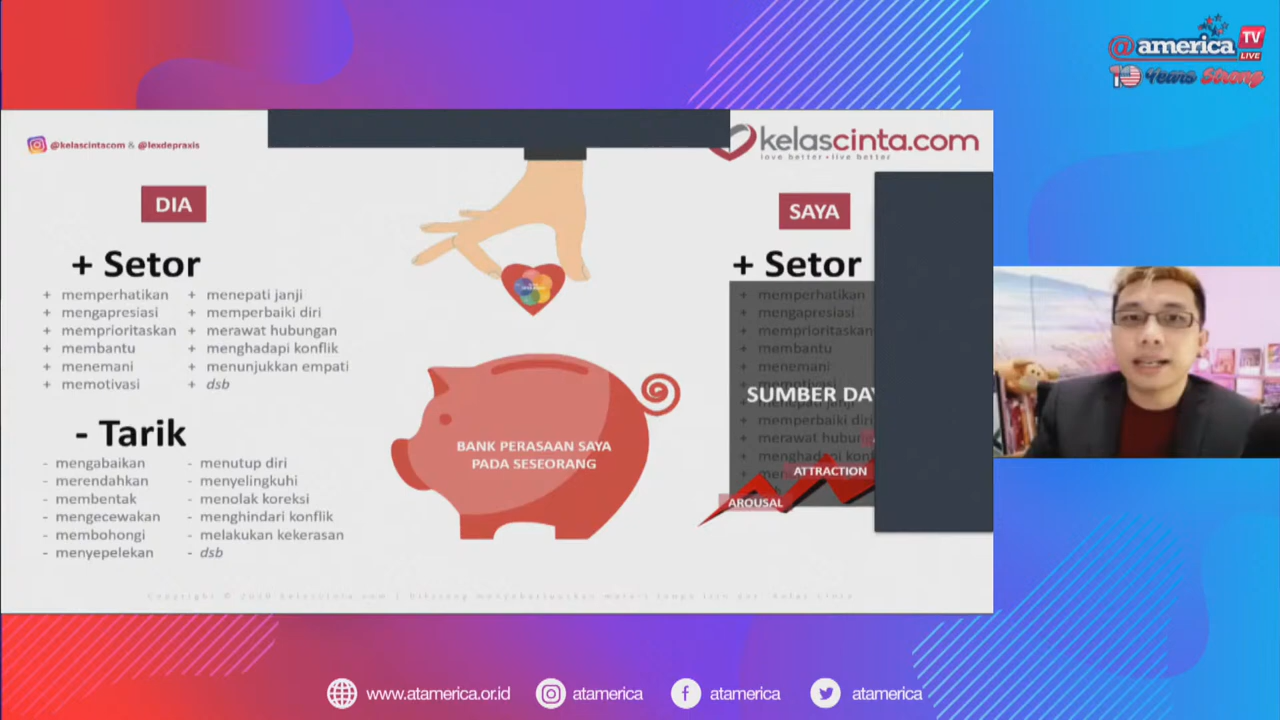 @america TV
LIVE
10 Years Strong
@kelascintacom & @lexdepraxis
kelascinta.com
love better • live better
DIA
+ Setor
+ memperhatikan
+ mengapresiasi
+ memprioritaskan
+ membantu
+ menemani
+ memotivasi
+ menepati janji
+ memperbaiki diri
+ merawat hubungan
+ menghadapi konflik
+ menunjukkan empati
+ dsb
- Tarik
- mengabaikan
- merendahkan
- membentak
- mengecewakan
- membohongi
- menyepelekan
- menutup diri
- menyelingkuhi
- menolak koreksi
- menghindari konflik
- melakukan kekerasan
- dsb
BANK PERASAAN SAYA
PADA SESEORANG
SAYA
+ Setor
+ memperhatikan
+ mengapresiasi
+ memprioritaskan
+ membantu
+ menemani
SUMBER DAY
+ memperbaiki diri
+ merawat
ATTRACTION
AROUSAL
www.atamerica.or.id
atamerica
atamerica
atamerica